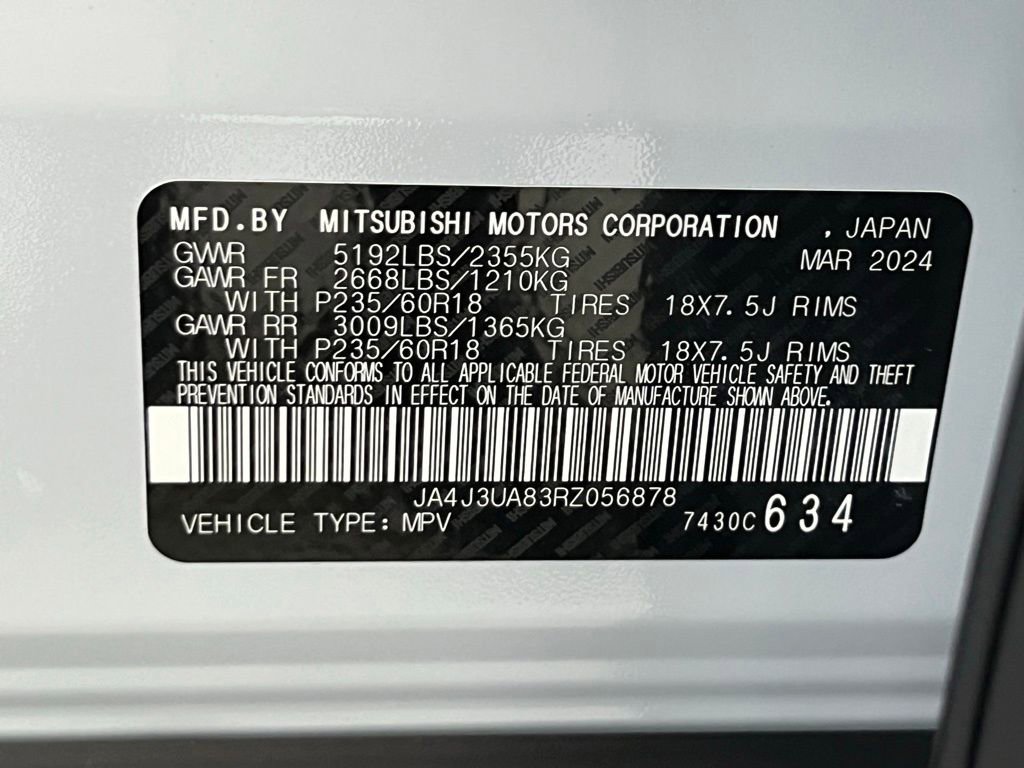 MFD.BY MITSUBISHI MOTORS CORPORATION , JAPAN
GVWR 5192LBS/2355KG MAR 2024
GAWR FR 2668LBS/1210KG
WITH P235/60R18 TIRES 18X7.5J RIMS
GAWR RR 3009LBS/1365KG
WITH P235/60R18 TIRES 18X7.5J RIMS
THIS VEHICLE CONFORMS TO ALL APPLICABLE FEDERAL MOTOR VEHICLE SAFETY AND THEFT
PREVENTION STANDARDS IN EFFECT ON THE DATE OF MANUFACTURE SHOWN ABOVE.
JA4J3UA83RZ056878
VEHICLE TYPE: MPV 7430C 634